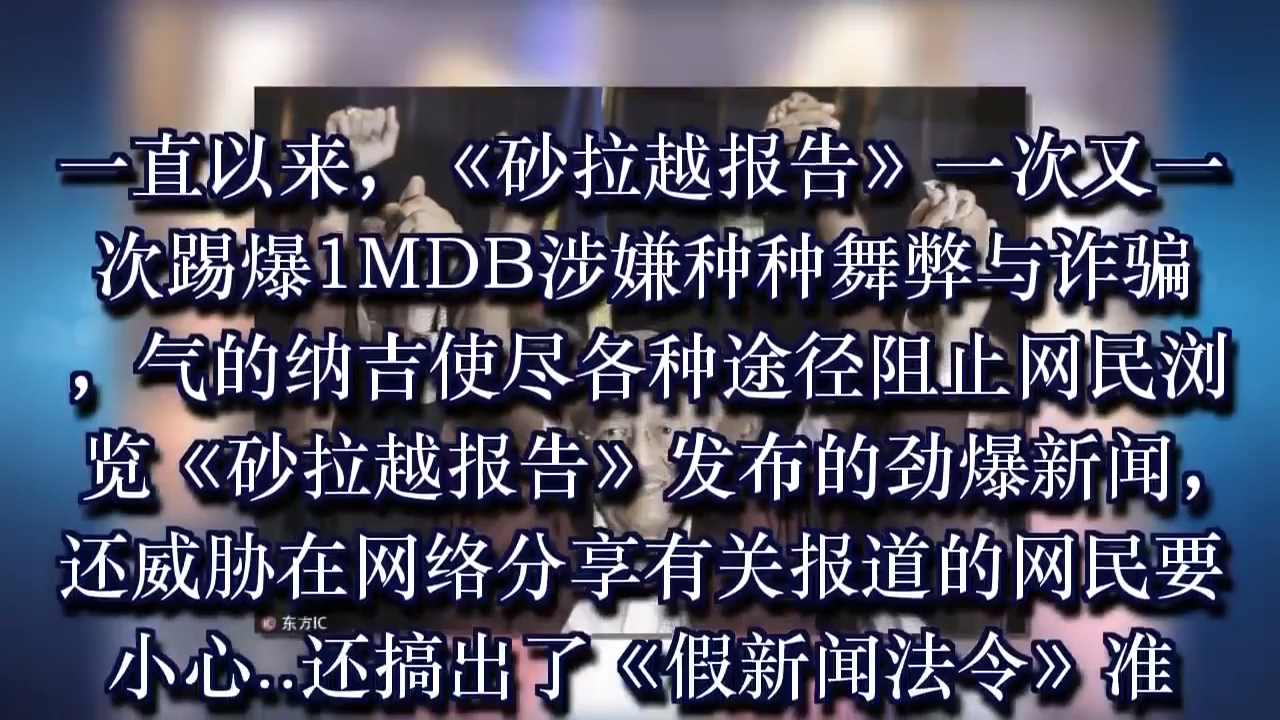 一直以来，《砂拉越报告》一次又一
次踢爆1MDB涉嫌种种舞弊与诈骗
，气的纳吉使尽各种途径阻止网民浏
览《砂拉越报告》发布的劲爆新闻，
还威胁在网络分享有关报道的网民要
IC 东方IC
小心..还搞出了《假新闻法令》准